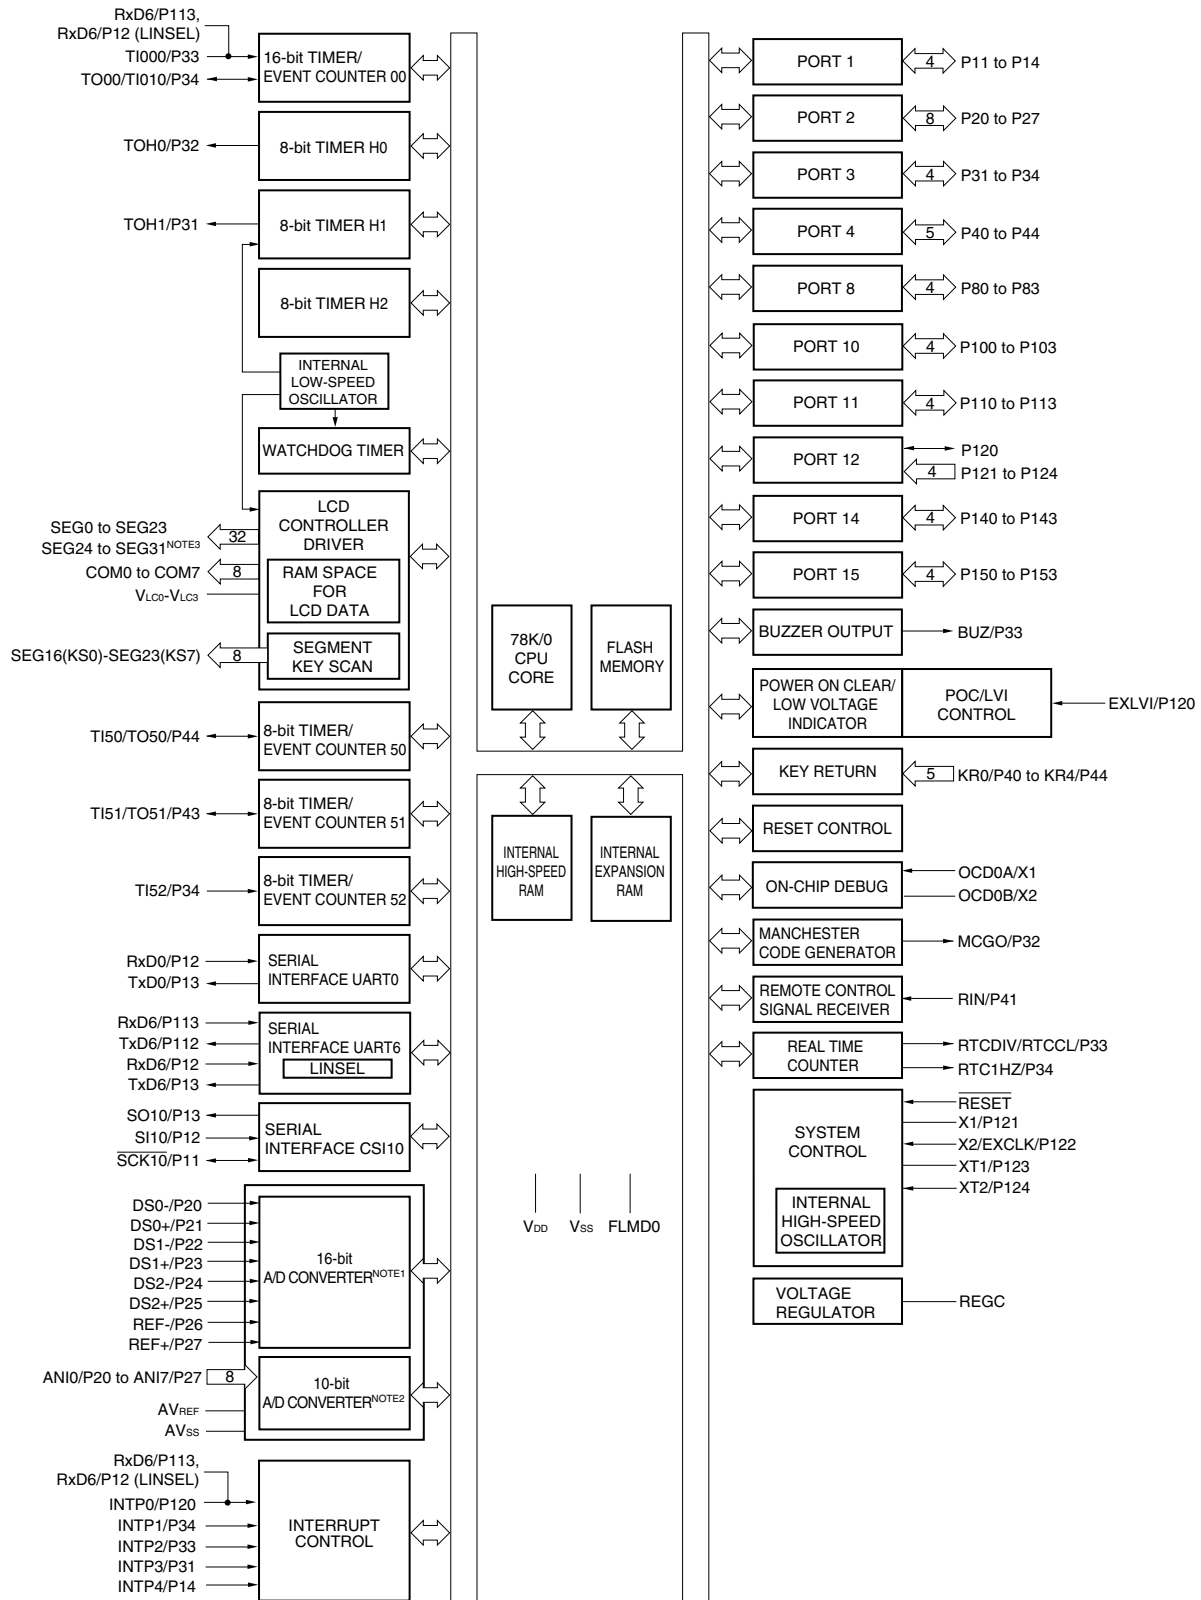 RxD6/P113,
RxD6/P12 (LINSEL)
TI000/P33
TO00/TI010/P34
16-bit TIMER/
EVENT COUNTER 00
TOH0/P32
8-bit TIMER H0
TOH1/P31
8-bit TIMER H1
8-bit TIMER H2
INTERNAL
LOW-SPEED
OSCILLATOR
WATCHDOG TIMER
SEG0 to SEG23
SEG24 to SEG31NOTE3
32
COM0 to COM7
8
VLC0-VLC3
LCD
CONTROLLER
DRIVER
RAM SPACE
FOR
LCD DATA
SEG16(KS0)-SEG23(KS7)
8
SEGMENT
KEY SCAN
TI50/TO50/P44
8-bit TIMER/
EVENT COUNTER 50
TI51/TO51/P43
8-bit TIMER/
EVENT COUNTER 51
TI52/P34
8-bit TIMER/
EVENT COUNTER 52
RxD0/P12
TxD0/P13
SERIAL
INTERFACE UART0
RxD6/P113
TxD6/P112
RxD6/P12
TxD6/P13
SERIAL
INTERFACE UART6
LINSEL
SO10/P13
SI10/P12
SCK10/P11
SERIAL
INTERFACE CSI10
DS0-/P20
DS0+/P21
DS1-/P22
DS1+/P23
DS2-/P24
DS2+/P25
REF-/P26
REF+/P27
16-bit
A/D CONVERTERNOTE1
ANI0/P20 to ANI7/P27
8
10-bit
A/D CONVERTERNOTE2
AVREF
AVSS
RxD6/P113,
RxD6/P12 (LINSEL)
INTP0/P120
INTP1/P34
INTP2/P33
INTP3/P31
INTP4/P14
INTERRUPT
CONTROL
78K/0
CPU
CORE
FLASH
MEMORY
INTERNAL
HIGH-SPEED
RAM
INTERNAL
EXPANSION
RAM
VDD
VSS
FLMD0
PORT 1
4
P11 to P14
PORT 2
8
P20 to P27
PORT 3
4
P31 to P34
PORT 4
5
P40 to P44
PORT 8
4
P80 to P83
PORT 10
4
P100 to P103
PORT 11
4
P110 to P113
PORT 12
P120
4
P121 to P124
PORT 14
4
P140 to P143
PORT 15
4
P150 to P153
BUZZER OUTPUT
BUZ/P33
POWER ON CLEAR/
LOW VOLTAGE
INDICATOR
POC/LVI
CONTROL
EXLVI/P120
KEY RETURN
5
KR0/P40 to KR4/P44
RESET CONTROL
ON-CHIP DEBUG
OCD0A/X1
OCD0B/X2
MANCHESTER
CODE GENERATOR
MCGO/P32
REMOTE CONTROL
SIGNAL RECEIVER
RIN/P41
REAL TIME
COUNTER
RTCDIV/RTCCL/P33
RTC1HZ/P34
SYSTEM
CONTROL
RESET
X1/P121
X2/EXCLK/P122
XT1/P123
XT2/P124
INTERNAL
HIGH-SPEED
OSCILLATOR
VOLTAGE
REGULATOR
REGC